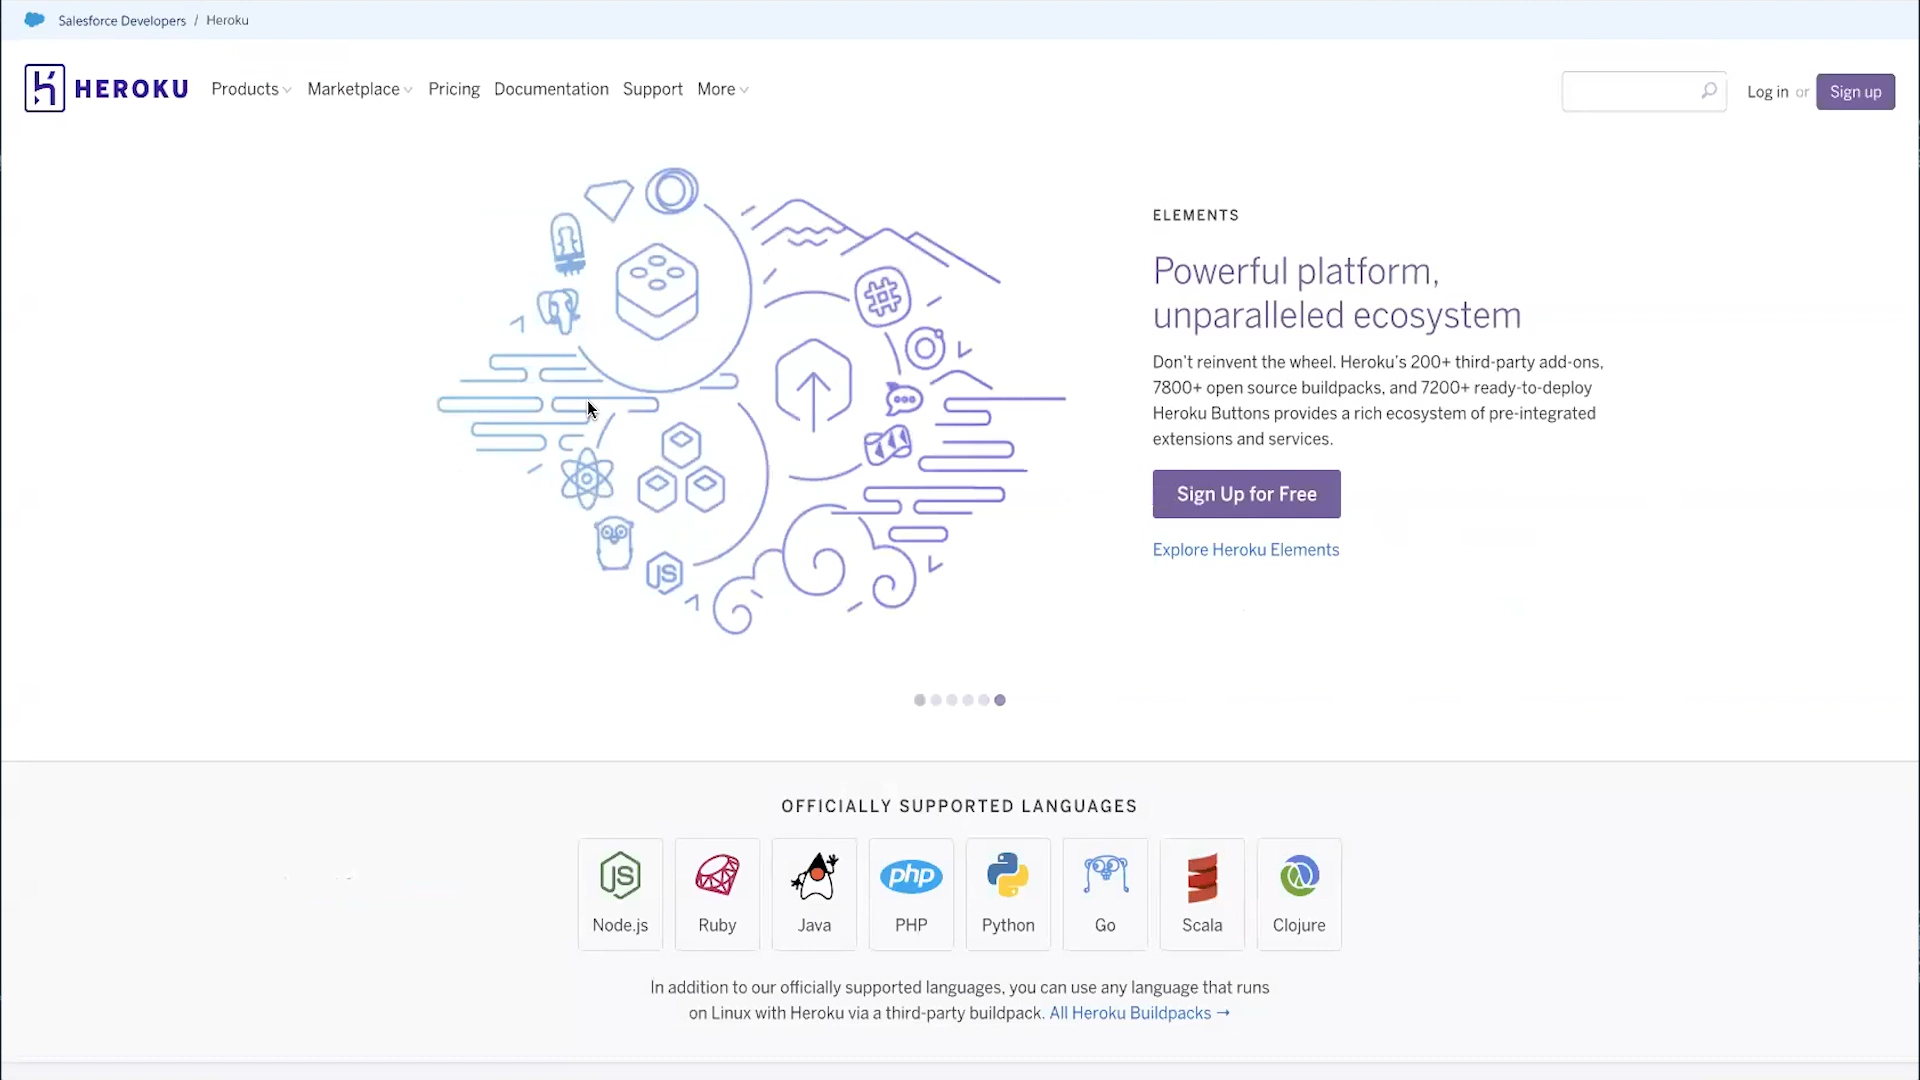 Salesforce Developers / Heroku
HEROKU Products Marketplace Pricing Documentation Support More Log in or Sign up
ELEMENTS
Powerful platform,
unparalleled ecosystem
Don't reinvent the wheel. Heroku's 200+ third-party add-ons,
7800+ open source buildpacks, and 7200+ ready-to-deploy
Heroku Buttons provides a rich ecosystem of pre-integrated
extensions and services.
Sign Up for Free
Explore Heroku Elements
JS
OFFICIALLY SUPPORTED LANGUAGES
JS php
Node.js Ruby Java PHP Python Go Scala Clojure
In addition to our officially supported languages, you can use any language that runs
on Linux with Heroku via a third-party buildpack. All Heroku Buildpacks →